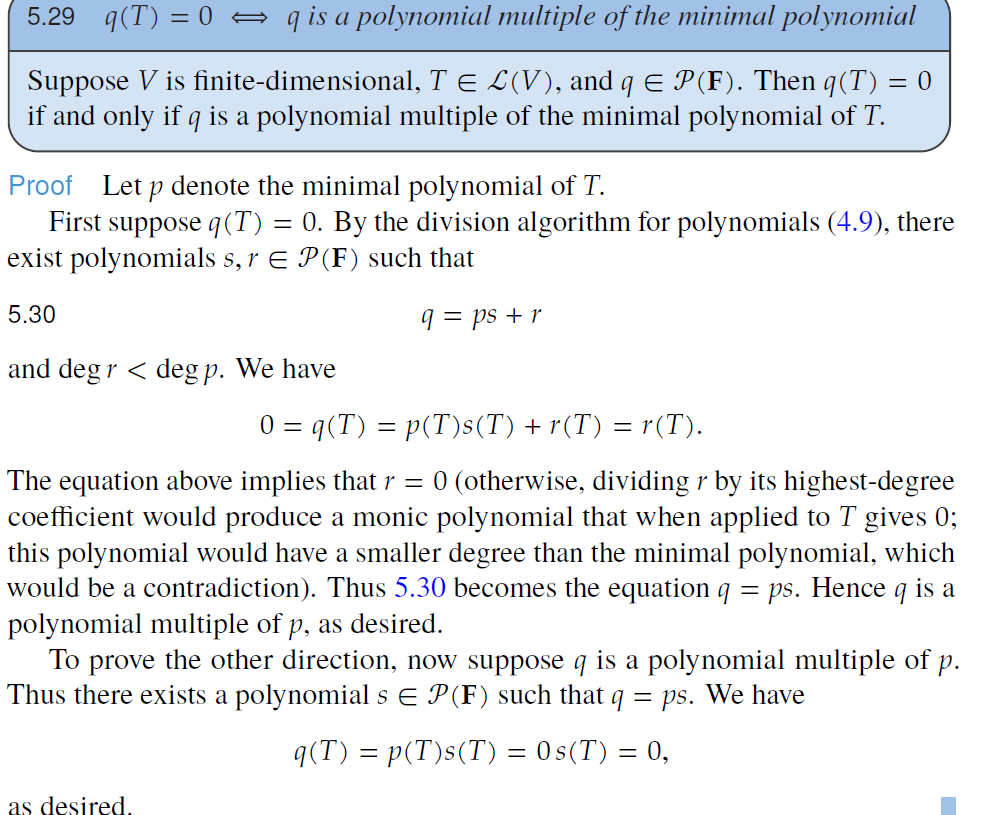 5.29 q(T) = 0 ⟺ q is a polynomial multiple of the minimal polynomial
Suppose V is finite-dimensional, T ∈ ℒ(V), and q ∈ 𝒫(𝐅). Then q(T) = 0
if and only if q is a polynomial multiple of the minimal polynomial of T.
Proof Let p denote the minimal polynomial of T.
First suppose q(T) = 0. By the division algorithm for polynomials (4.9), there
exist polynomials s, r ∈ 𝒫(𝐅) such that
5.30 q = ps + r
and deg r < deg p. We have
0 = q(T) = p(T)s(T) + r(T) = r(T).
The equation above implies that r = 0 (otherwise, dividing r by its highest-degree
coefficient would produce a monic polynomial that when applied to T gives 0;
this polynomial would have a smaller degree than the minimal polynomial, which
would be a contradiction). Thus 5.30 becomes the equation q = ps. Hence q is a
polynomial multiple of p, as desired.
To prove the other direction, now suppose q is a polynomial multiple of p.
Thus there exists a polynomial s ∈ 𝒫(𝐅) such that q = ps. We have
q(T) = p(T)s(T) = 0 s(T) = 0,
as desired.